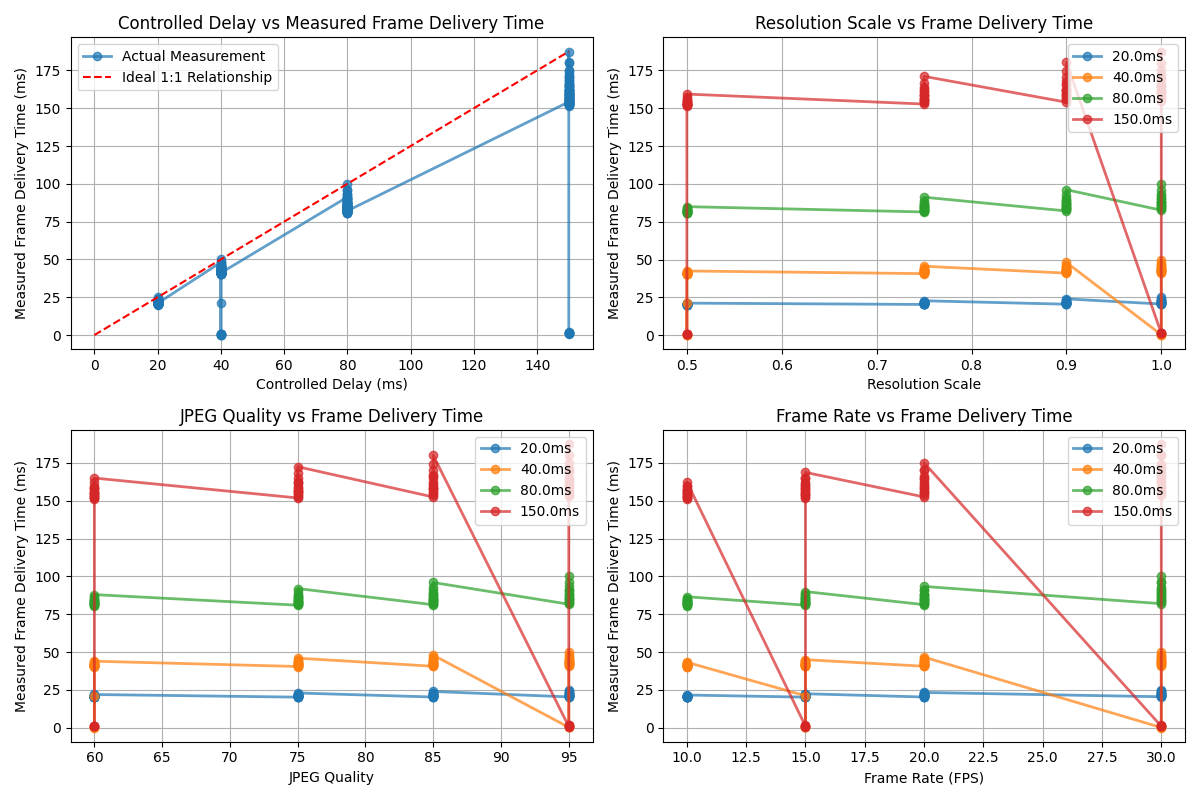 Controlled Delay vs Measured Frame Delivery Time
Measured Frame Delivery Time (ms)
175
150
125
100
75
50
25
0
Actual Measurement
Ideal 1:1 Relationship
0 20 40 60 80 100 120 140
Controlled Delay (ms)
Resolution Scale vs Frame Delivery Time
Measured Frame Delivery Time (ms)
175
150
125
100
75
50
25
0
20.0ms
40.0ms
80.0ms
150.0ms
0.5 0.6 0.7 0.8 0.9 1.0
Resolution Scale
JPEG Quality vs Frame Delivery Time
Measured Frame Delivery Time (ms)
175
150
125
100
75
50
25
0
20.0ms
40.0ms
80.0ms
150.0ms
60 65 70 75 80 85 90 95
JPEG Quality
Frame Rate vs Frame Delivery Time
Measured Frame Delivery Time (ms)
175
150
125
100
75
50
25
0
20.0ms
40.0ms
80.0ms
150.0ms
10.0 12.5 15.0 17.5 20.0 22.5 25.0 27.5 30.0
Frame Rate (FPS)